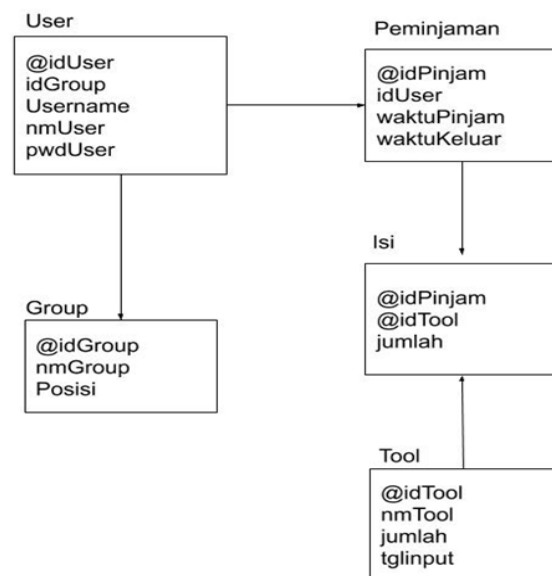 User
@idUser
idGroup
Username
nmUser
pwdUser
Peminjaman
@idPinjam
idUser
waktuPinjam
waktuKeluar
Group
@idGroup
nmGroup
Posisi
Isi
@idPinjam
@idTool
jumlah
Tool
@idTool
nmTool
jumlah
tglinput